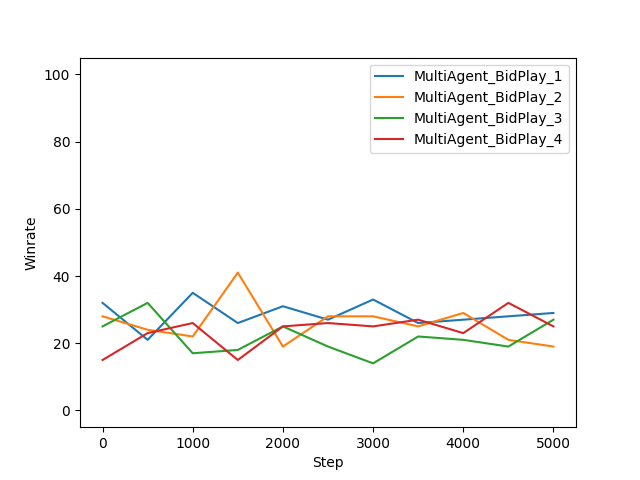 MultiAgent_BidPlay_1
MultiAgent_BidPlay_2
MultiAgent_BidPlay_3
MultiAgent_BidPlay_4
Winrate
100
80
60
40
20
0
0 1000 2000 3000 4000 5000
Step